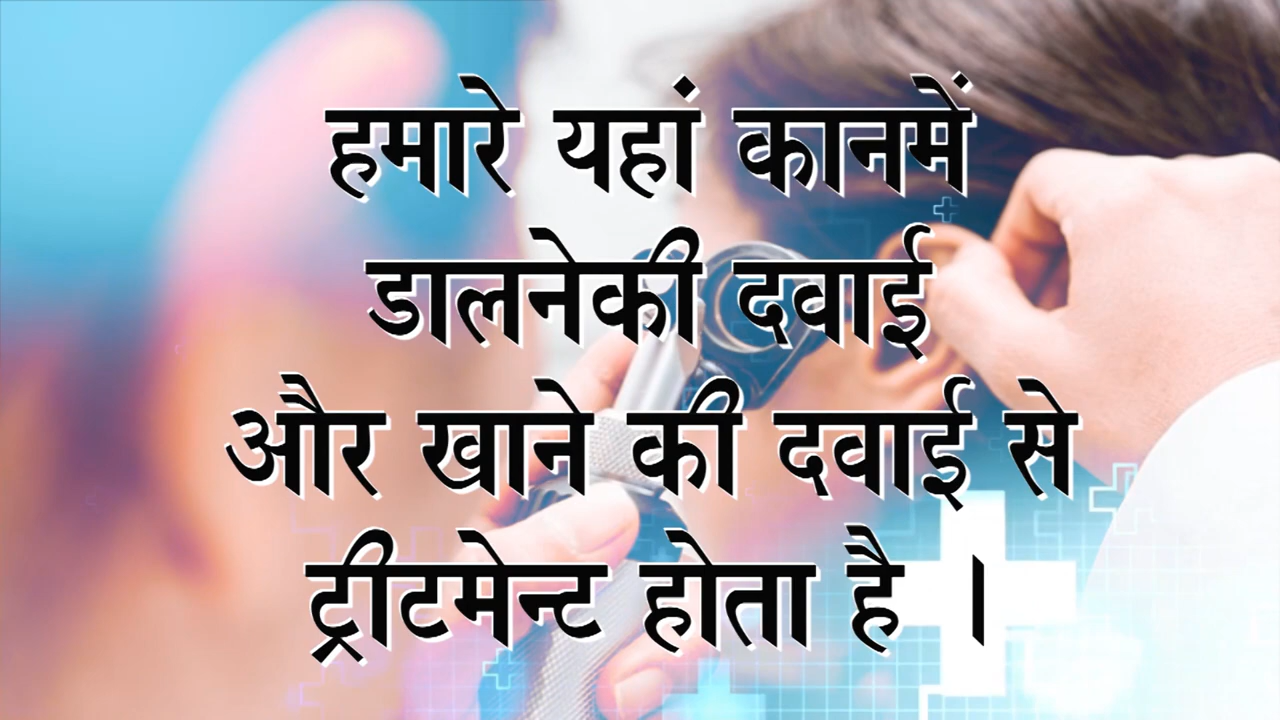 हमारे यहां कानमें
डालनेकी दवाई
और खाने की दवाई से
ट्रीटमेन्ट होता है ।